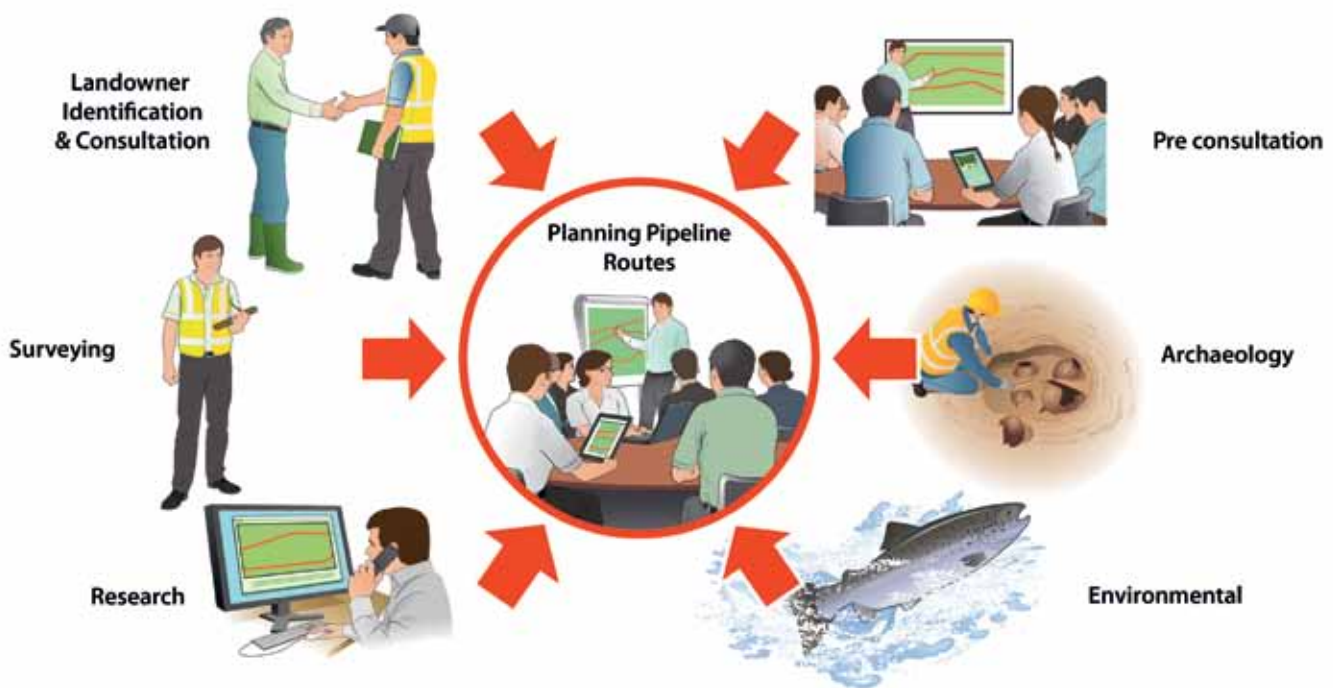 Landowner
Identification
& Consultation
Pre consultation
Planning Pipeline
Routes
Surveying
Archaeology
Research
Environmental